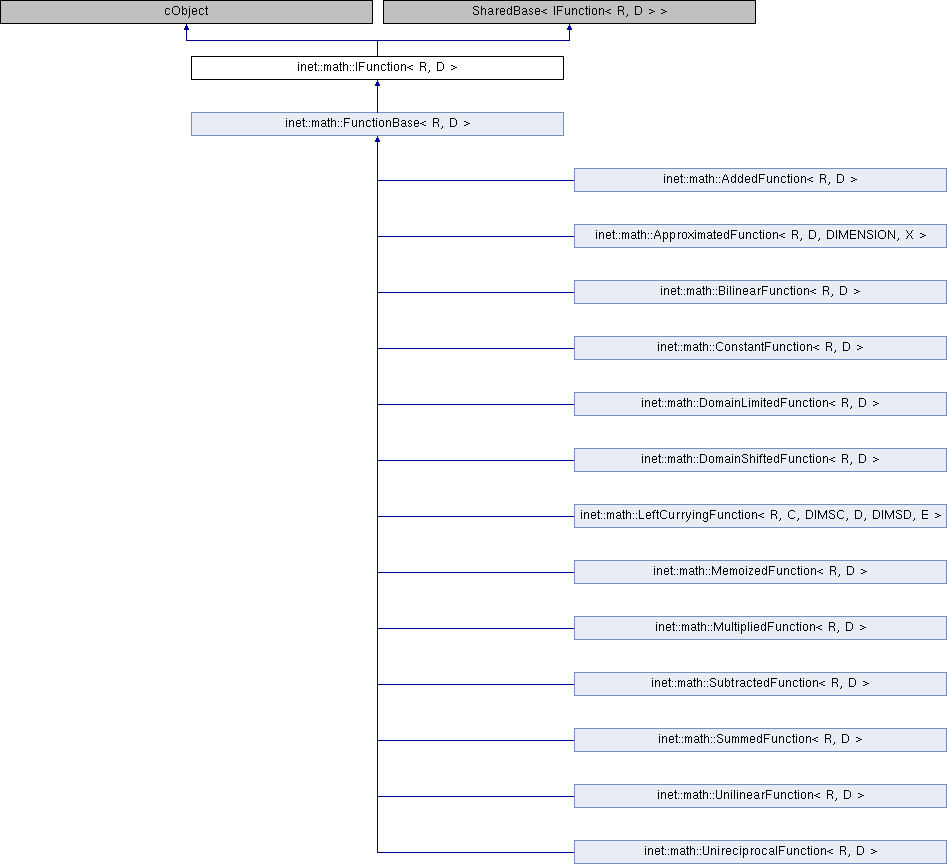 cObject
SharedBase< IFunction< R, D > >
inet::math::IFunction< R, D >
inet::math::FunctionBase< R, D >
inet::math::AddedFunction< R, D >
inet::math::ApproximatedFunction< R, D, DIMENSION, X >
inet::math::BilinearFunction< R, D >
inet::math::ConstantFunction< R, D >
inet::math::DomainLimitedFunction< R, D >
inet::math::DomainShiftedFunction< R, D >
inet::math::LeftCurryingFunction< R, C, DIMSC, D, DIMSD, E >
inet::math::MemoizedFunction< R, D >
inet::math::MultipliedFunction< R, D >
inet::math::SubtractedFunction< R, D >
inet::math::SummedFunction< R, D >
inet::math::UnilinearFunction< R, D >
inet::math::UnireciprocalFunction< R, D >